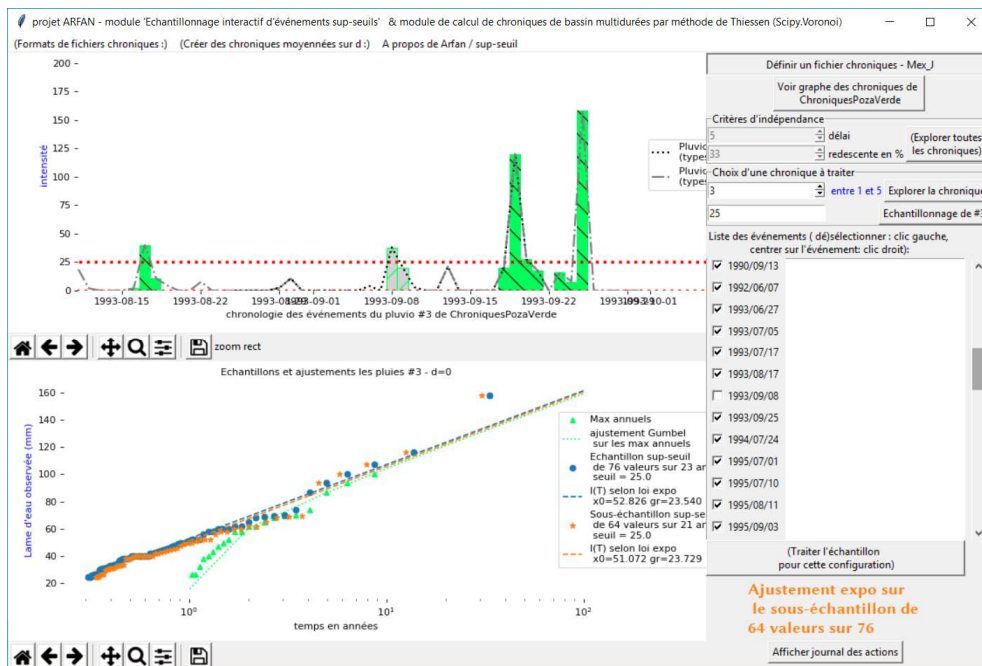 projet ARFAN - module 'Echantillonnage interactif d'événements sup-seuils' & module de calcul de chroniques de bassin multidurées par méthode de Thiessen (Scipy.Voronoi)
(Formats de fichiers chroniques :) (Créer des chroniques moyennées sur d :) A propos de Arfan / sup-seuil
200
175
150
125
100
75
50
25
0
intensité
Pluvio
(types
Pluvio
(types
1993-08-15 1993-08-22 1993-09-01 1993-09-08 1993-09-15 1993-09-22
chronologie des événements du pluvio #3 de ChroniquesPozaVerde
zoom rect
Echantillons et ajustements les pluies #3 - d=0
160
140
120
100
80
60
40
20
Lame d'eau observée (mm)
Max annuels
ajustement Gumbel
sur les max annuels
Echantillon sup-seuil
de 76 valeurs sur 23 an
seuil = 25.0
I(T) selon loi expo
x0=52.826 gr=23.540
Sous-échantillon sup-se
de 64 valeurs sur 21 an
seuil = 25.0
I(T) selon loi expo
x0=51.072 gr=23.729
10⁰ 10¹ 10²
temps en années
Définir un fichier chroniques - Mex_J
Voir graphe des chroniques de
ChroniquesPozaVerde
Critères d'indépendance
5 délai
33 redescente en %
(Explorer toutes
les chroniques)
Choix d'une chronique à traiter
3 entre 1 et 5 Explorer la chronique
25 Echantillonnage de #3
Liste des événements ( dé)sélectionner : clic gauche,
centrer sur l'événement: clic droit):
1990/09/13
1992/06/07
1993/06/27
1993/07/05
1993/07/17
1993/08/17
1993/09/08
1993/09/25
1994/07/24
1995/07/01
1995/07/10
1995/08/11
1995/09/03
(Traiter l'échantillon
pour cette configuration)
Ajustement expo sur
le sous-échantillon de
64 valeurs sur 76
Afficher journal des actions